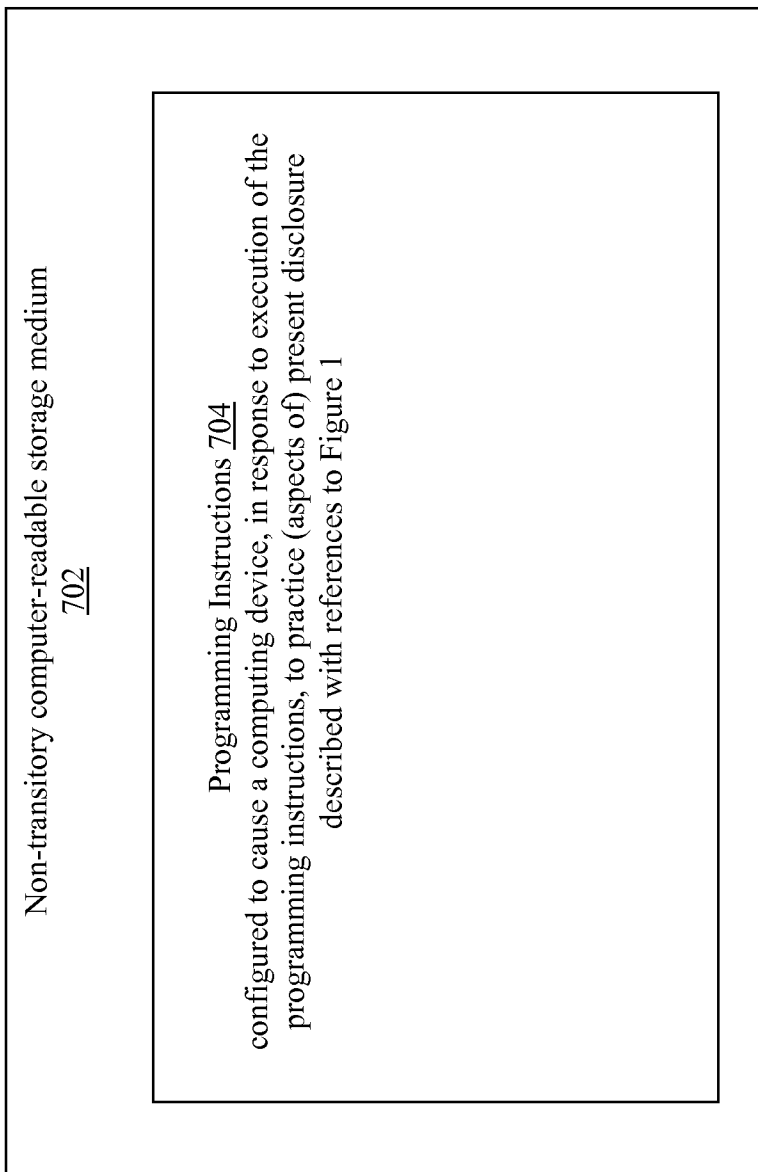 Non-transitory computer-readable storage medium
702
Programming Instructions 704
configured to cause a computing device, in response to execution of the
programming instructions, to practice (aspects of) present disclosure
described with references to Figure 1